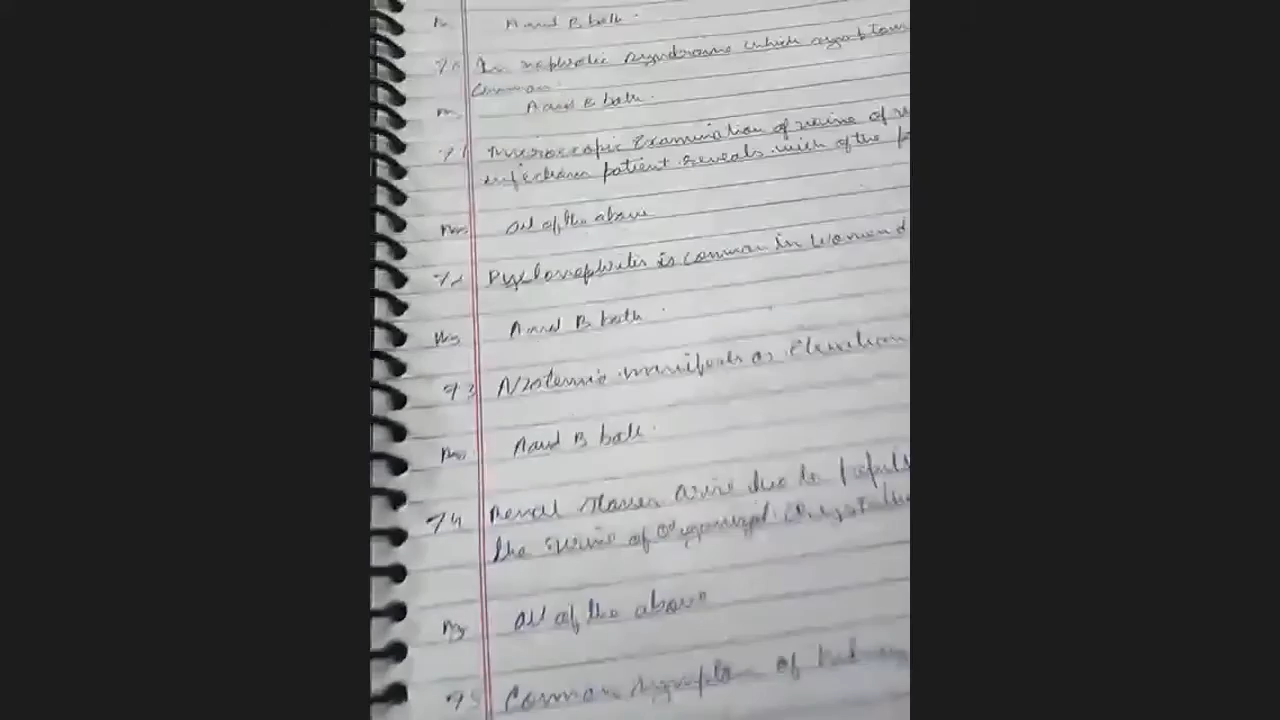 A and B both.
70 In nephrotic syndrome which symptom
Common
Ans A and B both.
71 Microscopic Examination of urine of
infection patient reveals which of the
Ans all of the above
72 Pyelonephritis is common in women
Ans A and B both.
73 Azotemia manifests as Elevation
Ans A and B both.
74 Renal stones arise due to
the urine of
Ans all of the above
75 Common symptom of